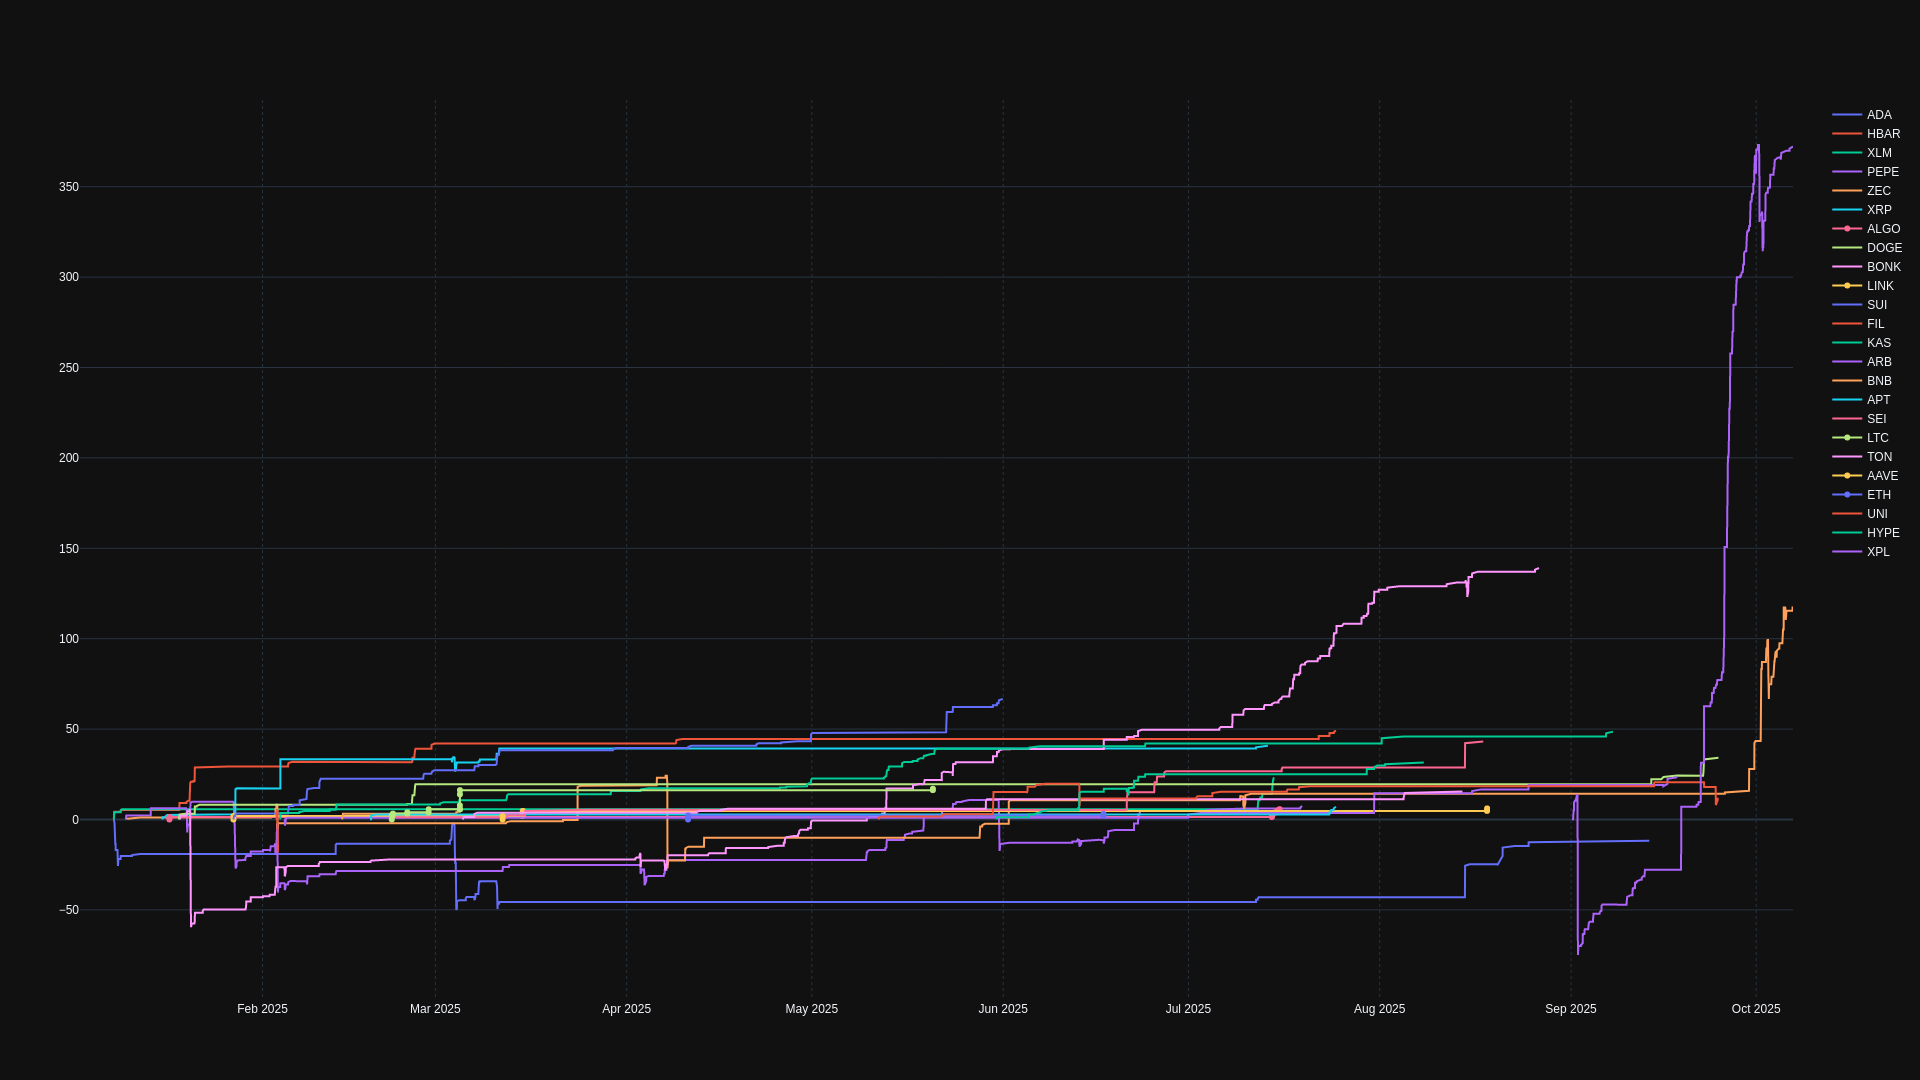 350
300
250
200
150
100
50
0
−50
Feb 2025
Mar 2025
Apr 2025
May 2025
Jun 2025
Jul 2025
Aug 2025
Sep 2025
Oct 2025
ADA
HBAR
XLM
PEPE
ZEC
XRP
ALGO
DOGE
BONK
LINK
SUI
FIL
KAS
ARB
BNB
APT
SEI
LTC
TON
AAVE
ETH
UNI
HYPE
XPL